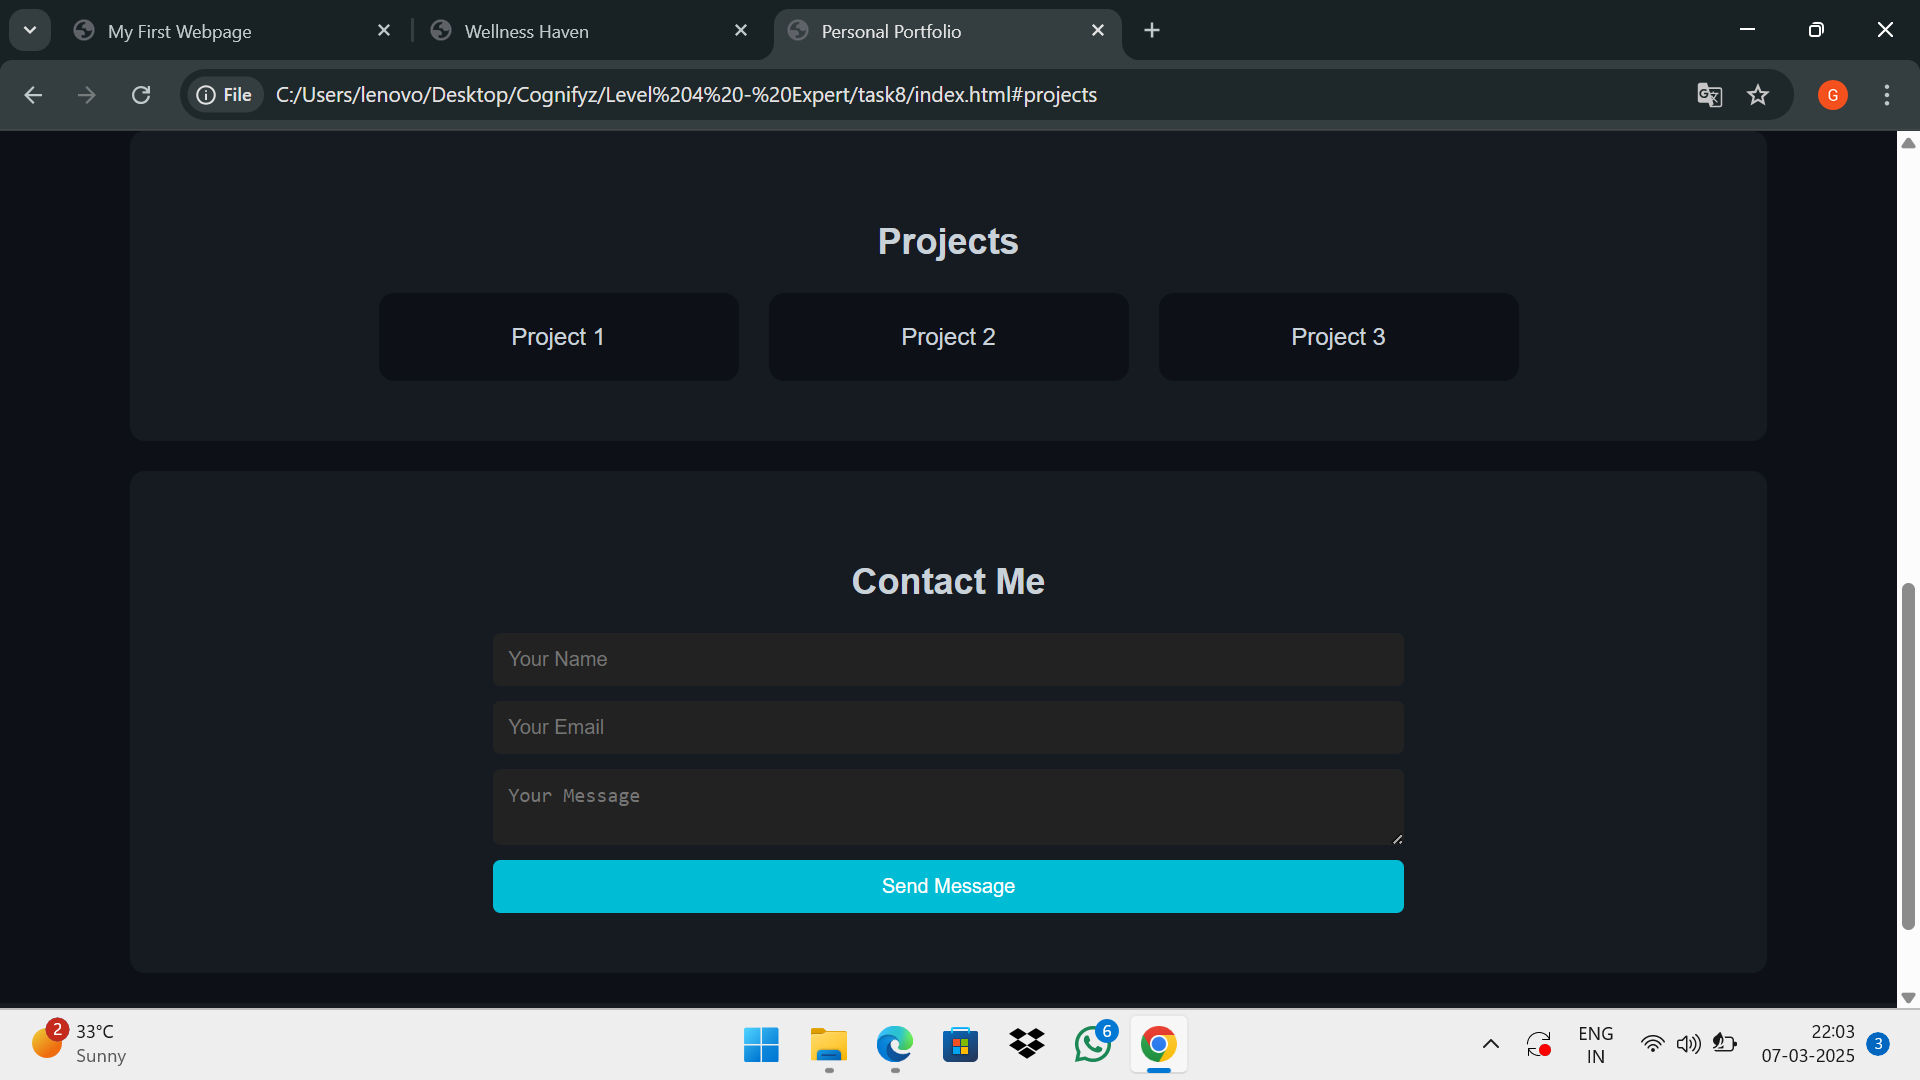 My First Webpage
Wellness Haven
Personal Portfolio
File
C:/Users/lenovo/Desktop/Cognifyz/Level%204%20-%20Expert/task8/index.html#projects
G
Projects
Project 1
Project 2
Project 3
Contact Me
Your Name
Your Email
Your Message
Send Message
2
33°C
Sunny
6
ENG
IN
22:03
07-03-2025
3